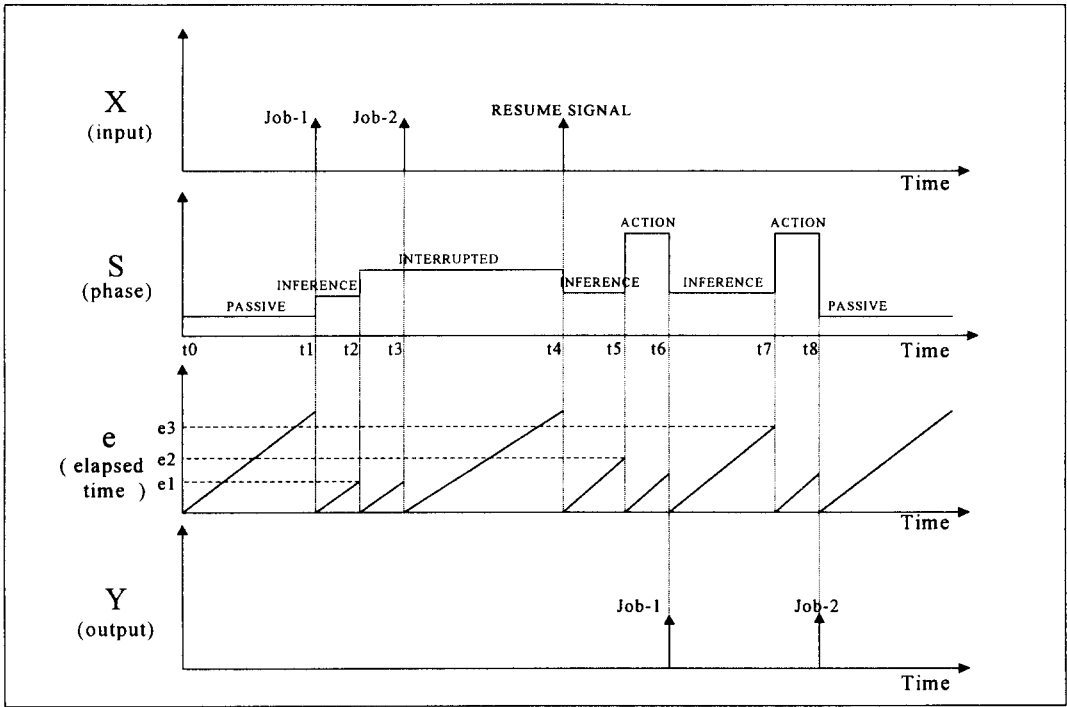 X
(input)
Job-1
Job-2
RESUME SIGNAL
Time
S
(phase)
PASSIVE
INFERENCE
INTERRUPTED
INFERENCE
ACTION
INFERENCE
ACTION
PASSIVE
t0
t1
t2
t3
t4
t5
t6
t7
t8
Time
e
( elapsed
time )
e3
e2
e1
Time
Y
(output)
Job-1
Job-2
Time